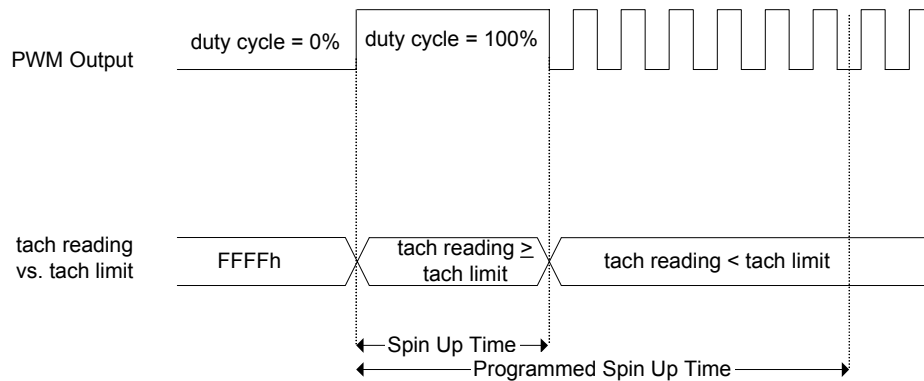 duty cycle = 0%
duty cycle = 100%
PWM Output
tach reading
vs. tach limit
FFFFh
tach reading ≥
tach limit
tach reading < tach limit
Spin Up Time
Programmed Spin Up Time